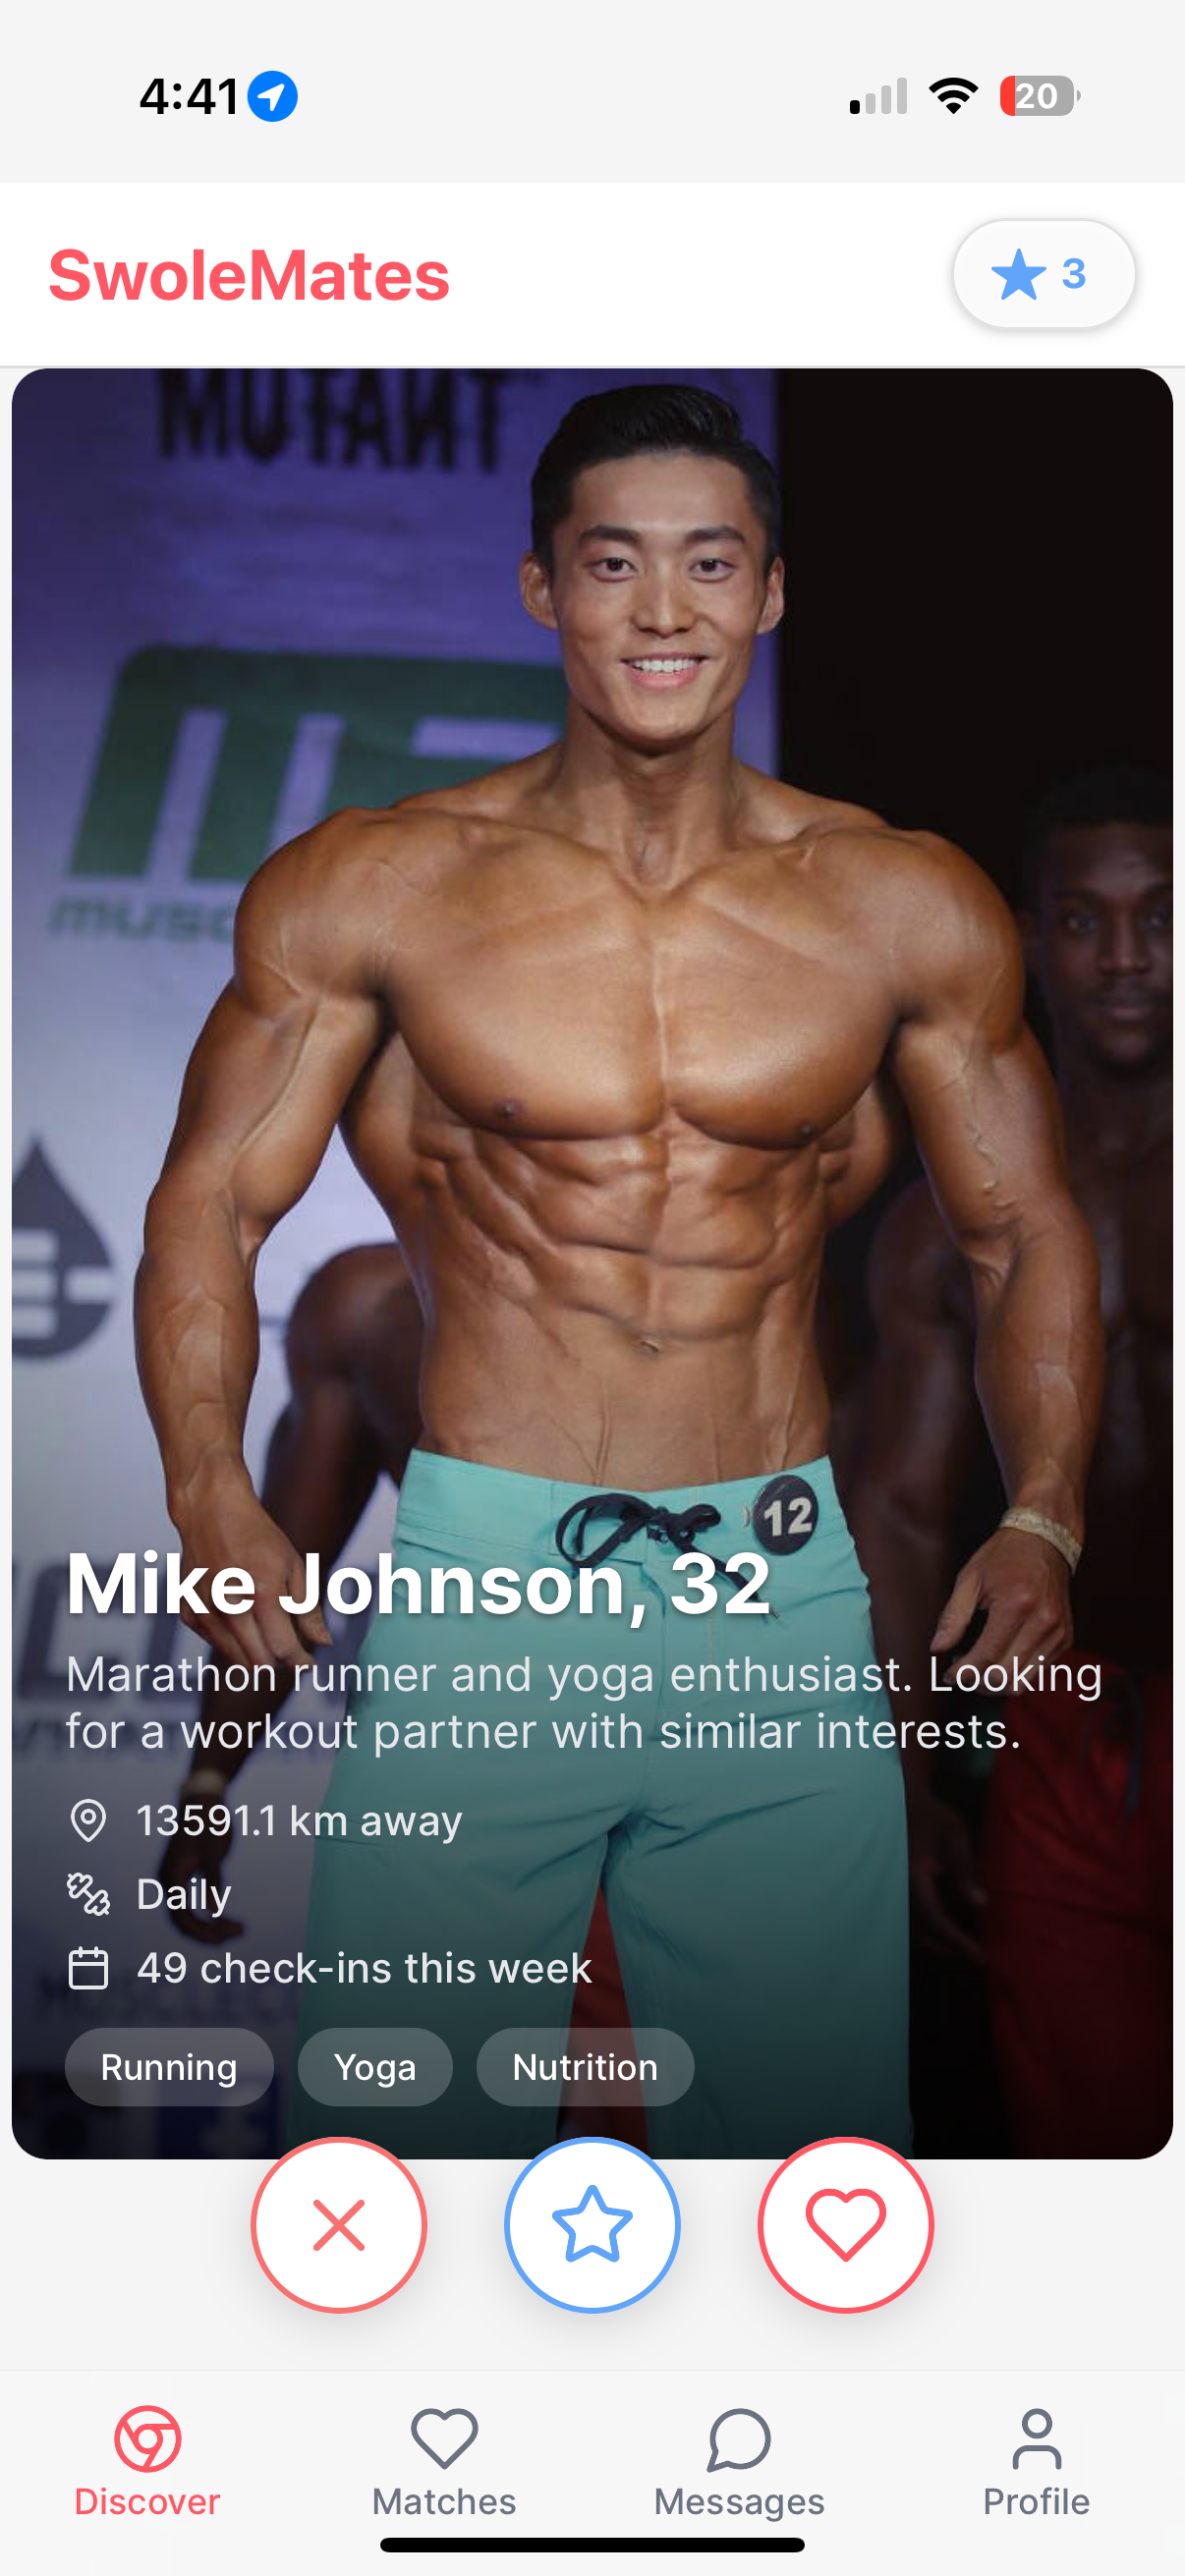 4:41
20
SwoleMates
3
MUTANT
MUSC
12
Mike Johnson, 32
Marathon runner and yoga enthusiast. Looking
for a workout partner with similar interests.
13591.1 km away
Daily
49 check-ins this week
Running Yoga Nutrition
Discover Matches Messages Profile